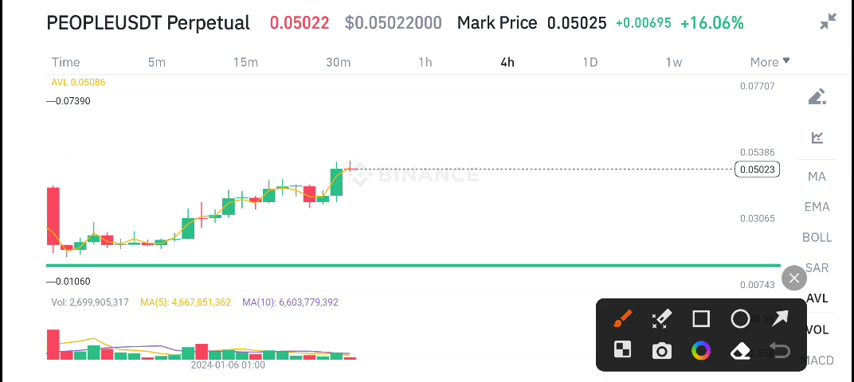 PEOPLEUSDT Perpetual 0.05022 $0.05022000 Mark Price 0.05025 +0.00695 +16.06%
Time 5m 15m 30m 1h 4h 1D 1w More
AVL 0.05086
0.07707
0.07390
BINANCE
0.05386
0.05023
0.03065
0.01060
0.00743
MA
EMA
BOLL
SAR
AVL
VOL
MACD
Vol: 2,699,905,317 MA(5): 4,667,851,362 MA(10): 6,603,779,392
2024-01-06 01:00